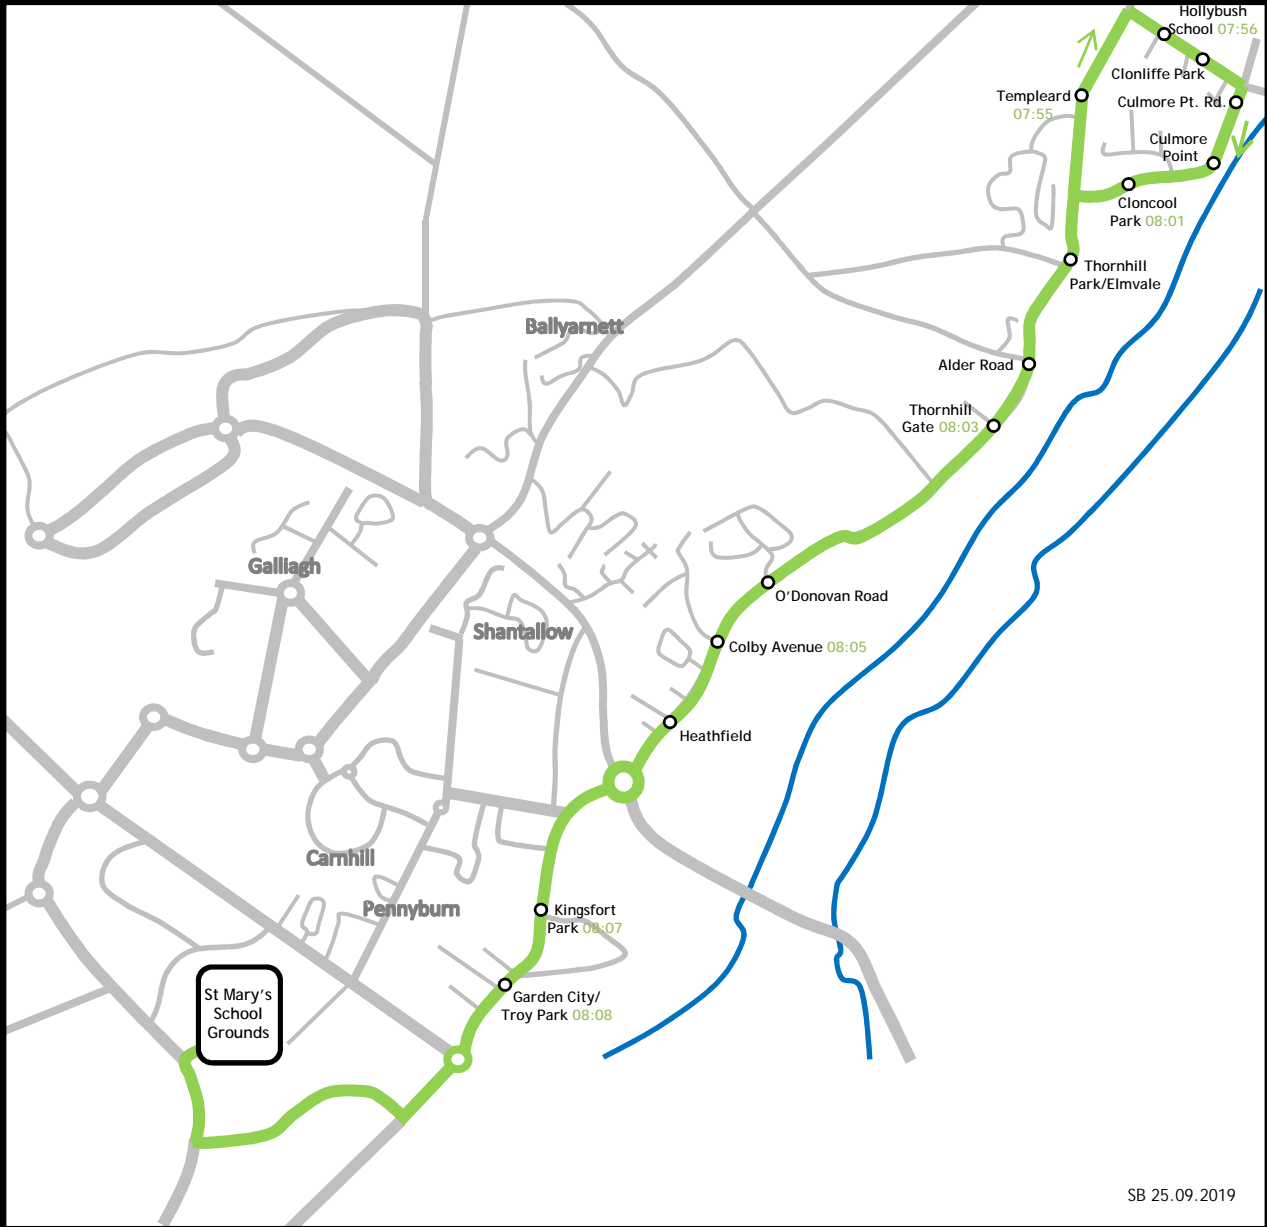 Hollybush
School 07:56
Clonliffe Park
Templeard
07:55
Culmore Pt. Rd.
Culmore
Point
Cloncool
Park 08:01
Thornhill
Park/Elmvale
Ballyarnett
Alder Road
Thornhill
Gate 08:03
Galliagh
O'Donovan Road
Shantallow
Colby Avenue 08:05
Heathfield
Carnhill
Pennyburn
Kingsfort
Park 08:07
St Mary's
School
Grounds
Garden City/
Troy Park 08:08
SB 25.09.2019